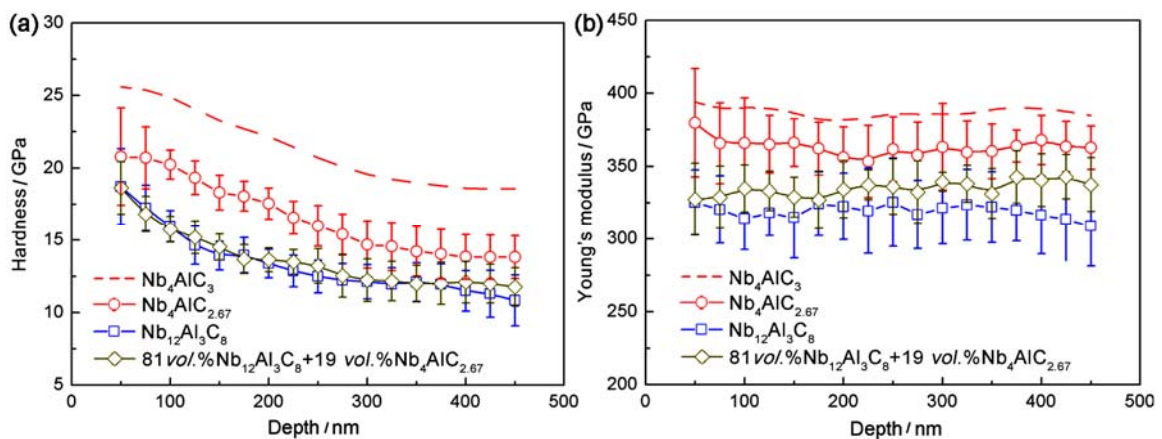 (a)
30
25
20
15
10
5
Hardness / GPa
Nb₄AlC₃
Nb₄AlC₂.₆₇
Nb₁₂Al₃C₈
81vol.%Nb₁₂Al₃C₈+19 vol.%Nb₄AlC₂.₆₇
0 100 200 300 400 500
Depth / nm
(b)
450
400
350
300
250
200
Young's modulus / GPa
Nb₄AlC₃
Nb₄AlC₂.₆₇
Nb₁₂Al₃C₈
81vol.%Nb₁₂Al₃C₈+19 vol.%Nb₄AlC₂.₆₇
0 100 200 300 400 500
Depth / nm